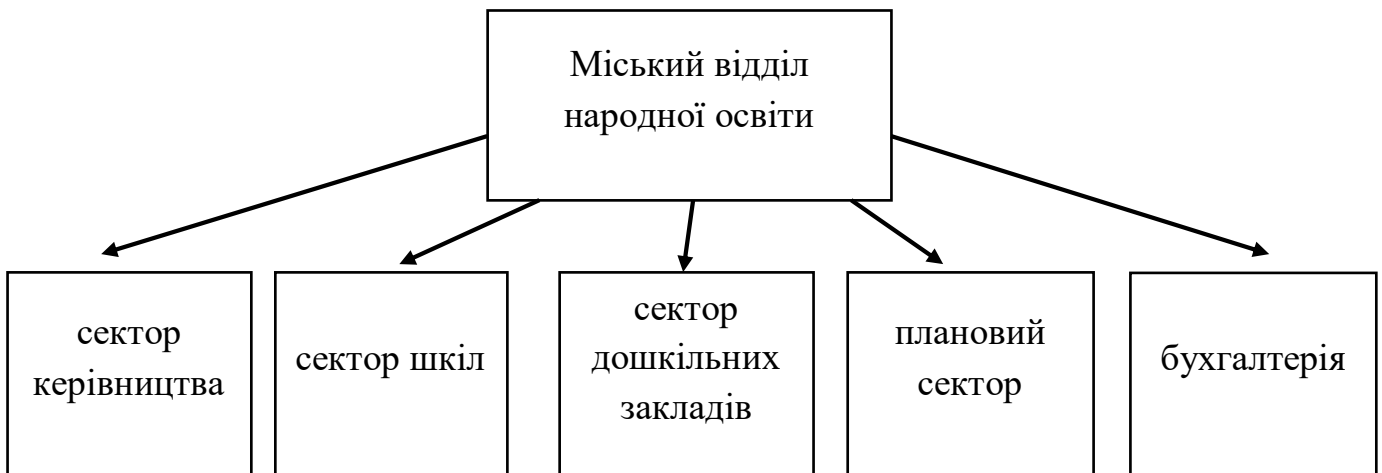 Міський відділ
народної освіти
сектор
керівництва
сектор шкіл
сектор
дошкільних
закладів
плановий
сектор
бухгалтерія